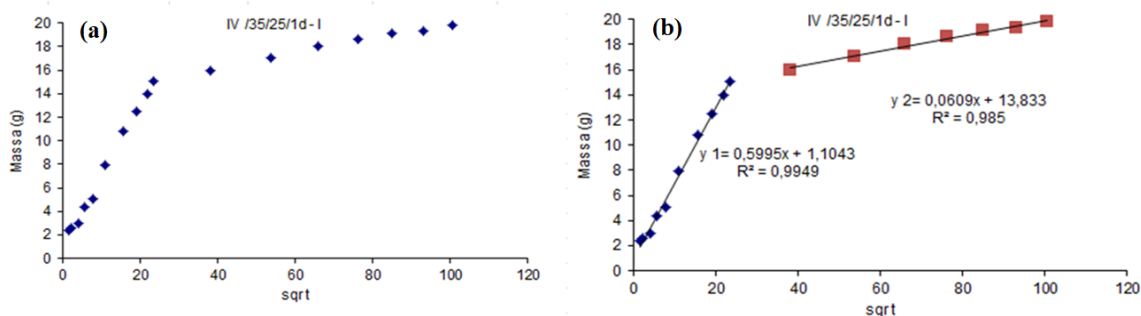 (a)
IV /35/25/1d - I
Massa (g)
20
18
16
14
12
10
8
6
4
2
0
0 20 40 60 80 100 120
sqrt
(b)
IV /35/25/1d - I
Massa (g)
20
18
16
14
12
10
8
6
4
2
0
y 2= 0,0609x + 13,833
R² = 0,985
y 1= 0,5995x + 1,1043
R² = 0,9949
0 20 40 60 80 100 120
sqrt